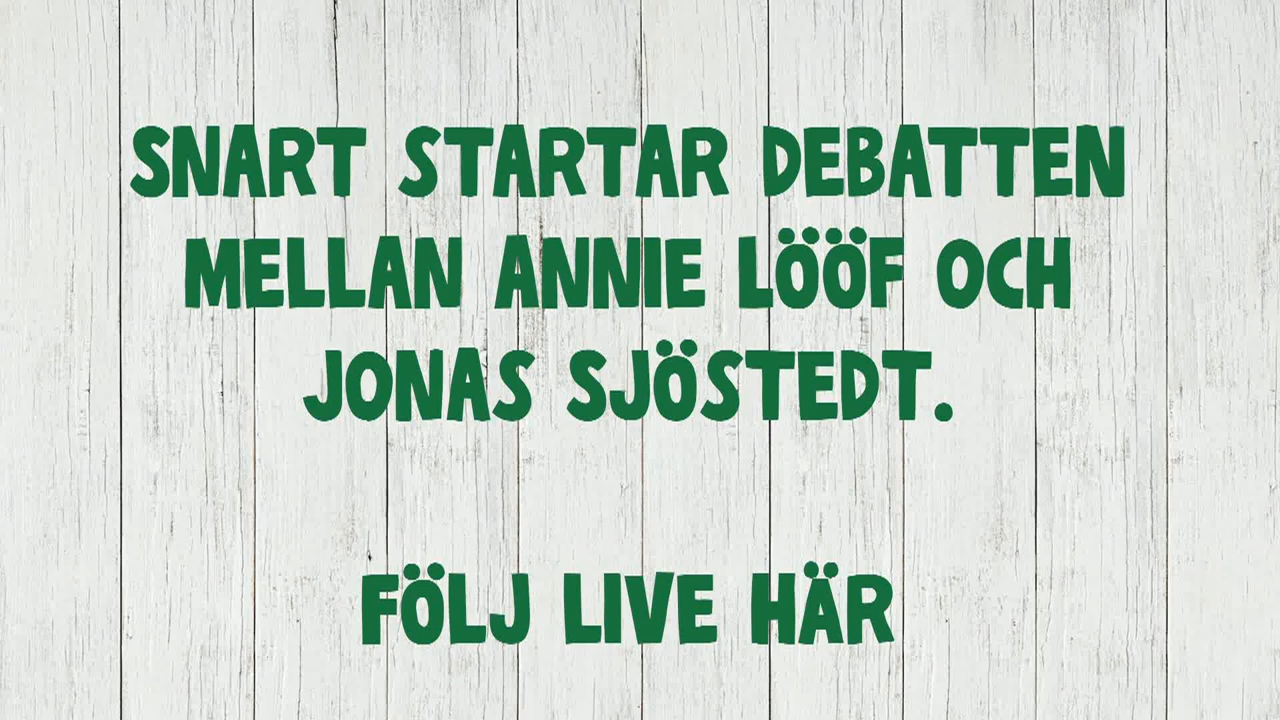 SNART STARTAR DEBATTEN
MELLAN ANNIE LÖÖF OCH
JONAS SJÖSTEDT.
FÖLJ LIVE HÄR